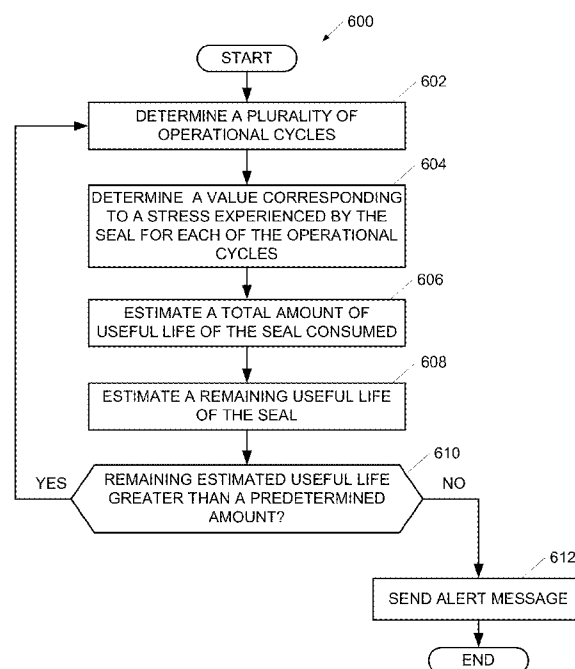 600
START
602
DETERMINE A PLURALITY OF
OPERATIONAL CYCLES
604
DETERMINE A VALUE CORRESPONDING
TO A STRESS EXPERIENCED BY THE
SEAL FOR EACH OF THE OPERATIONAL
CYCLES
606
ESTIMATE A TOTAL AMOUNT OF
USEFUL LIFE OF THE SEAL CONSUMED
608
ESTIMATE A REMAINING USEFUL LIFE
OF THE SEAL
610
YES
REMAINING ESTIMATED USEFUL LIFE
GREATER THAN A PREDETERMINED
AMOUNT?
NO
612
SEND ALERT MESSAGE
END